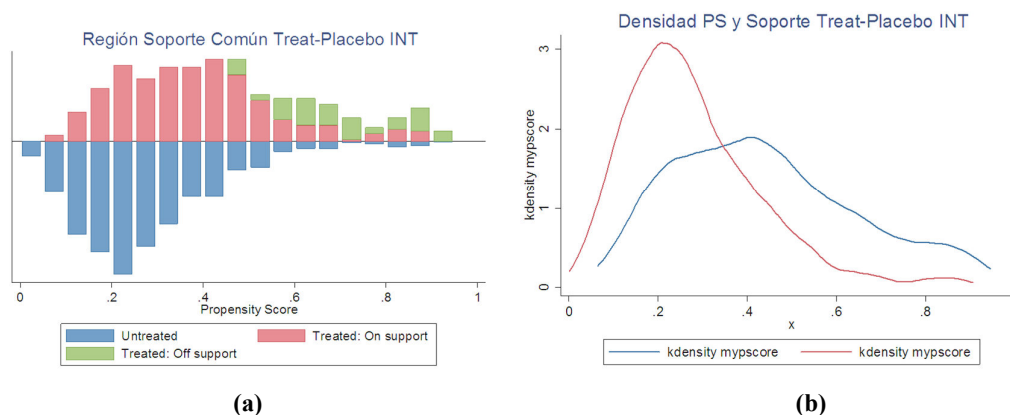 Región Soporte Común Treat-Placebo INT
0 .2 .4 .6 .8 1
Propensity Score
Untreated
Treated: On support
Treated: Off support
(a)
Densidad PS y Soporte Treat-Placebo INT
3
2
1
0
kdensity mypscore
0 .2 .4 .6 .8
x
kdensity mypscore kdensity mypscore
(b)